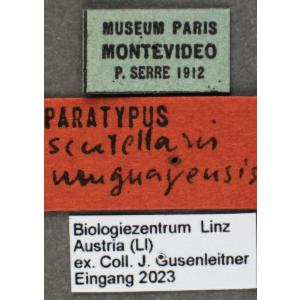 MUSEUM PARIS
MONTEVIDEO
P. SERRE 1912
PARATYPUS
scutellaris
uruguayensis
Biologiezentrum Linz
Austria (LI)
ex. Coll. J. Gusenleitner
Eingang 2023